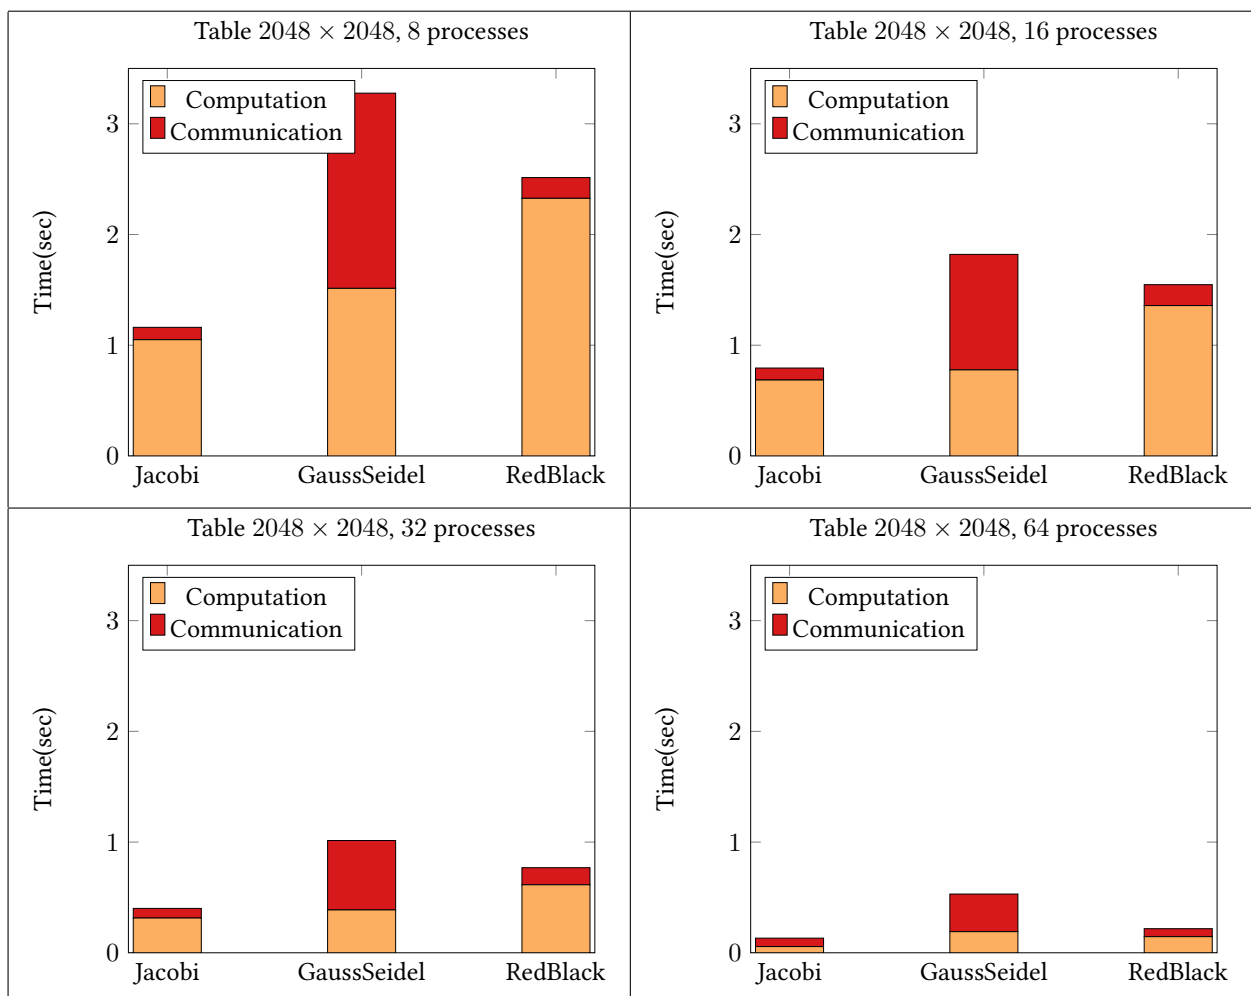 Table 2048 × 2048, 8 processes
Computation
Communication
Time(sec)
3
2
1
0
Jacobi GaussSeidel RedBlack
Table 2048 × 2048, 16 processes
Computation
Communication
Time(sec)
3
2
1
0
Jacobi GaussSeidel RedBlack
Table 2048 × 2048, 32 processes
Computation
Communication
Time(sec)
3
2
1
0
Jacobi GaussSeidel RedBlack
Table 2048 × 2048, 64 processes
Computation
Communication
Time(sec)
3
2
1
0
Jacobi GaussSeidel RedBlack